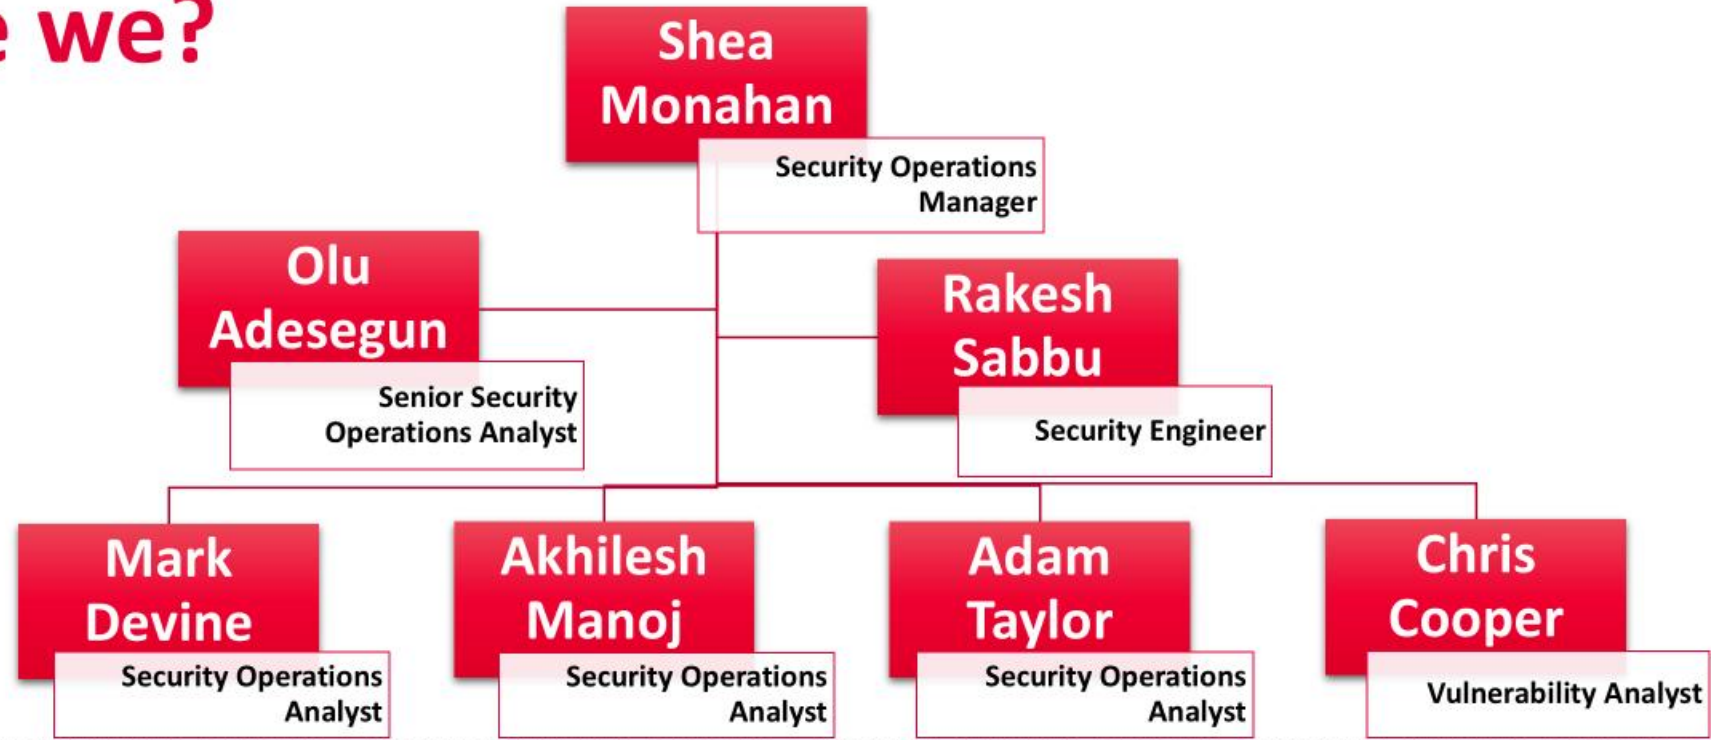 e we?
Shea
Monahan
Security Operations
Manager
Olu
Adesegun
Senior Security
Operations Analyst
Rakesh
Sabbu
Security Engineer
Mark
Devine
Security Operations
Analyst
Akhilesh
Manoj
Security Operations
Analyst
Adam
Taylor
Security Operations
Analyst
Chris
Cooper
Vulnerability Analyst